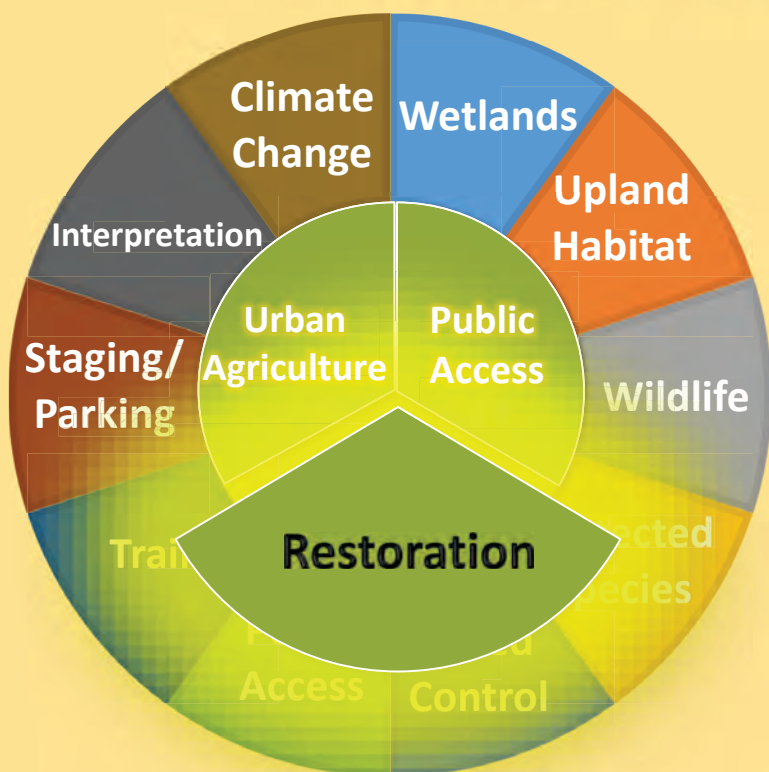 Climate
Change
Wetlands
Upland
Habitat
Interpretation
Urban
Agriculture
Public
Access
Staging/
Parking
Wildlife
Restoration
Access
Control